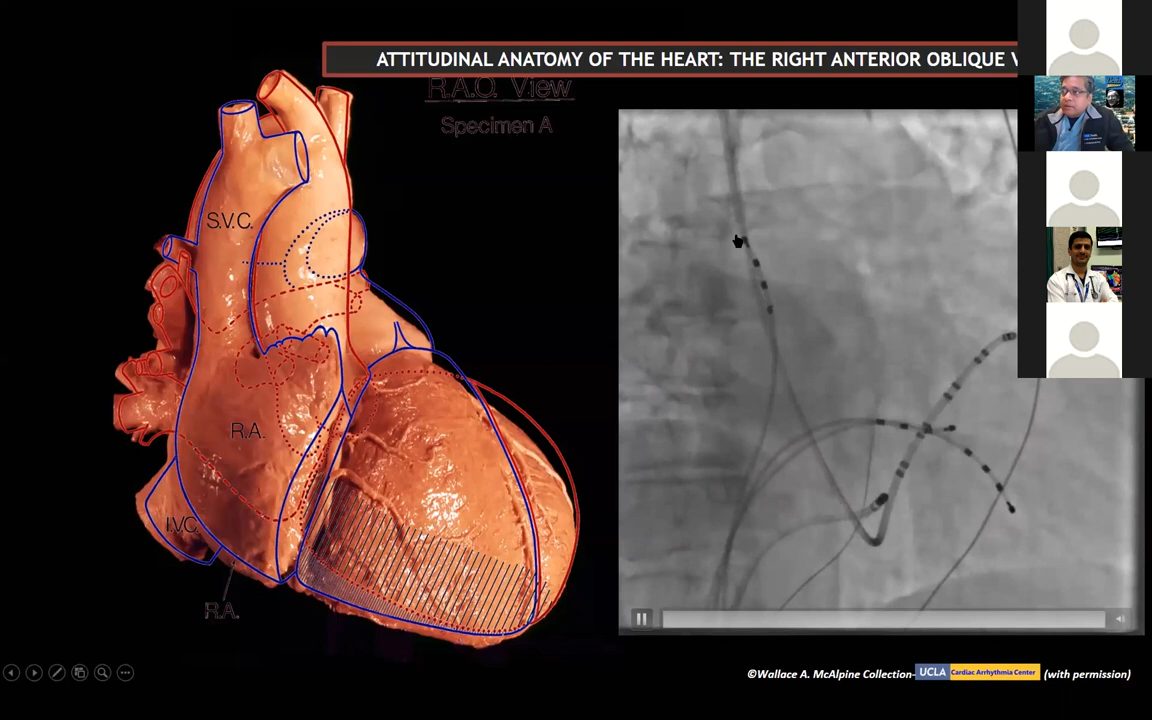 ATTITUDINAL ANATOMY OF THE HEART: THE RIGHT ANTERIOR OBLIQUE V
R.A.O. View
Specimen A
S.V.C.
R.A.
I.V.C.
R.A.
©Wallace A. McAlpine Collection- UCLA Cardiac Arrhythmia Center (with permission)